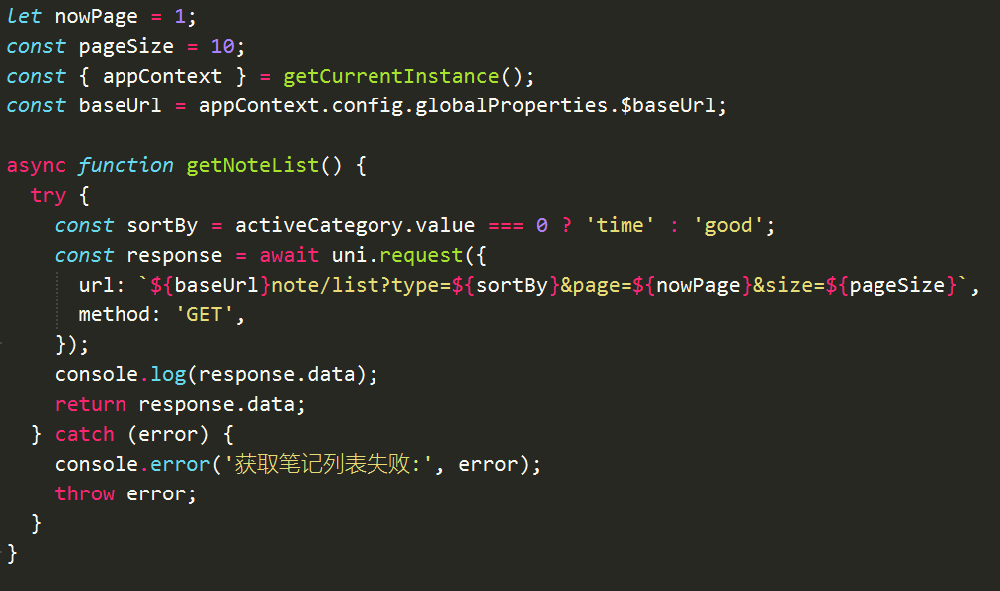 let nowPage = 1;
const pageSize = 10;
const { appContext } = getCurrentInstance();
const baseUrl = appContext.config.globalProperties.$baseUrl;
async function getNoteList() {
try {
const sortBy = activeCategory.value === 0 ? 'time' : 'good';
const response = await uni.request({
url: `${baseUrl}note/list?type=${sortBy}&page=${nowPage}&size=${pageSize}`,
method: 'GET',
});
console.log(response.data);
return response.data;
} catch (error) {
console.error('获取笔记列表失败:', error);
throw error;
}
}